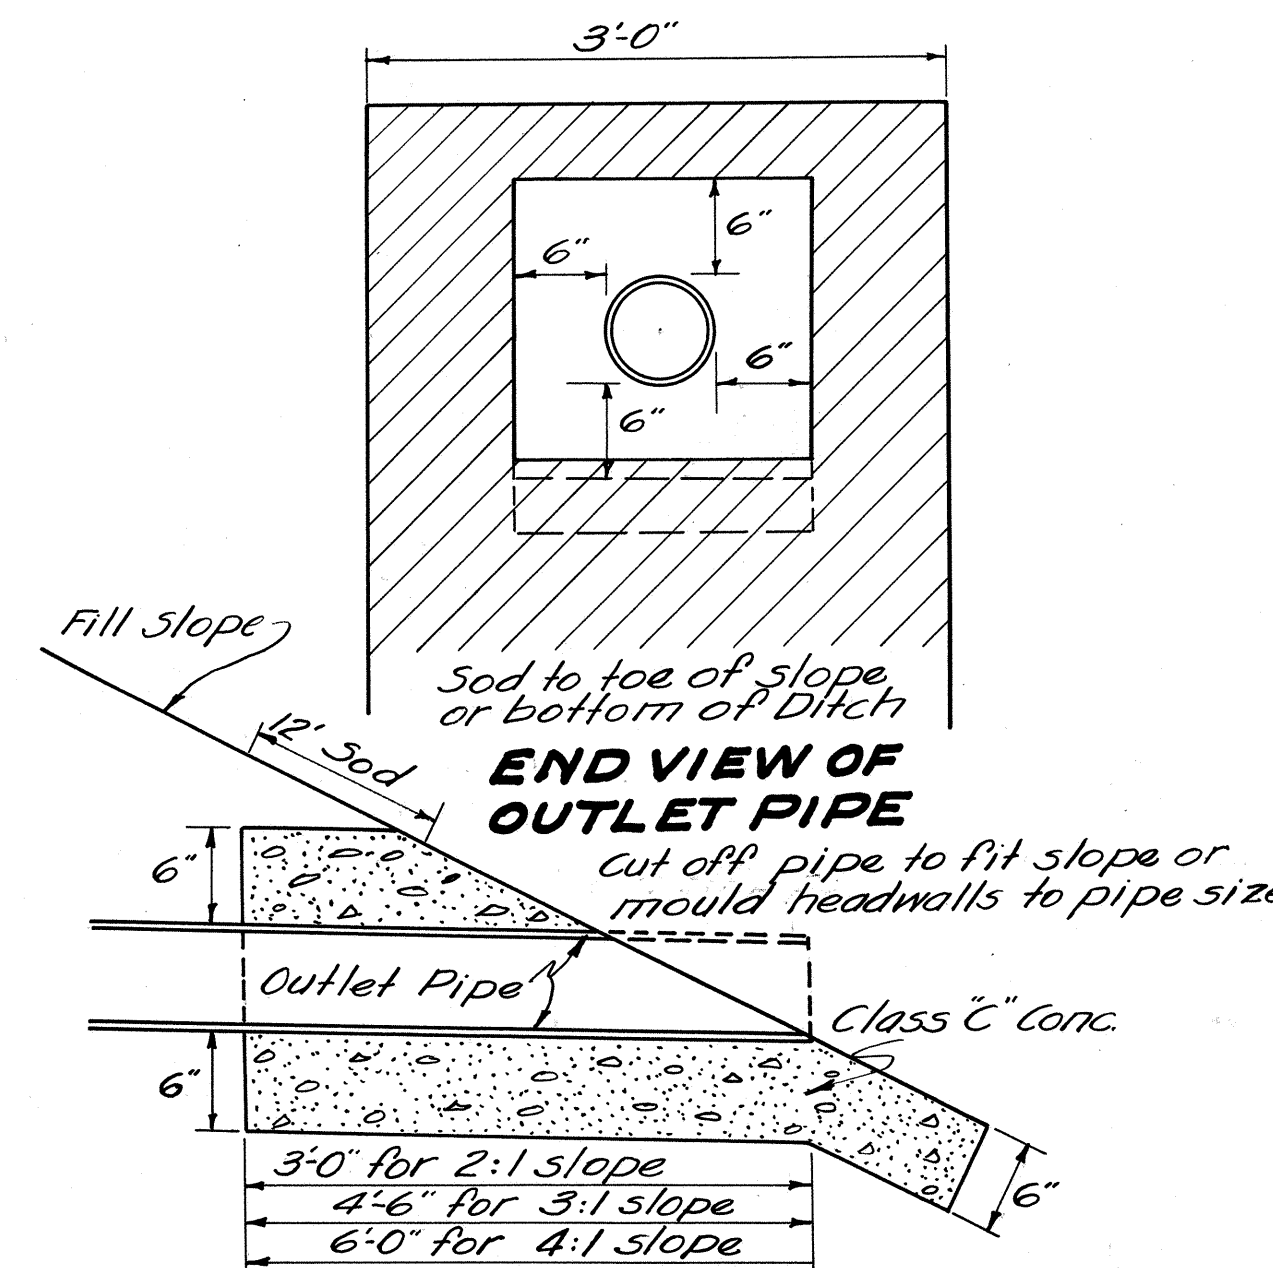 3'-0"
6"
6"
6"
6"
Fill Slope
Sod to toe of slope
or bottom of Ditch
12' Sod
END VIEW OF
OUTLET PIPE
Cut off pipe to fit slope or
mould headwalls to pipe size
6"
Outlet Pipe
Class "C" Conc.
6"
3'-0" for 2:1 slope
4'-6" for 3:1 slope
6'-0" for 4:1 slope
6"